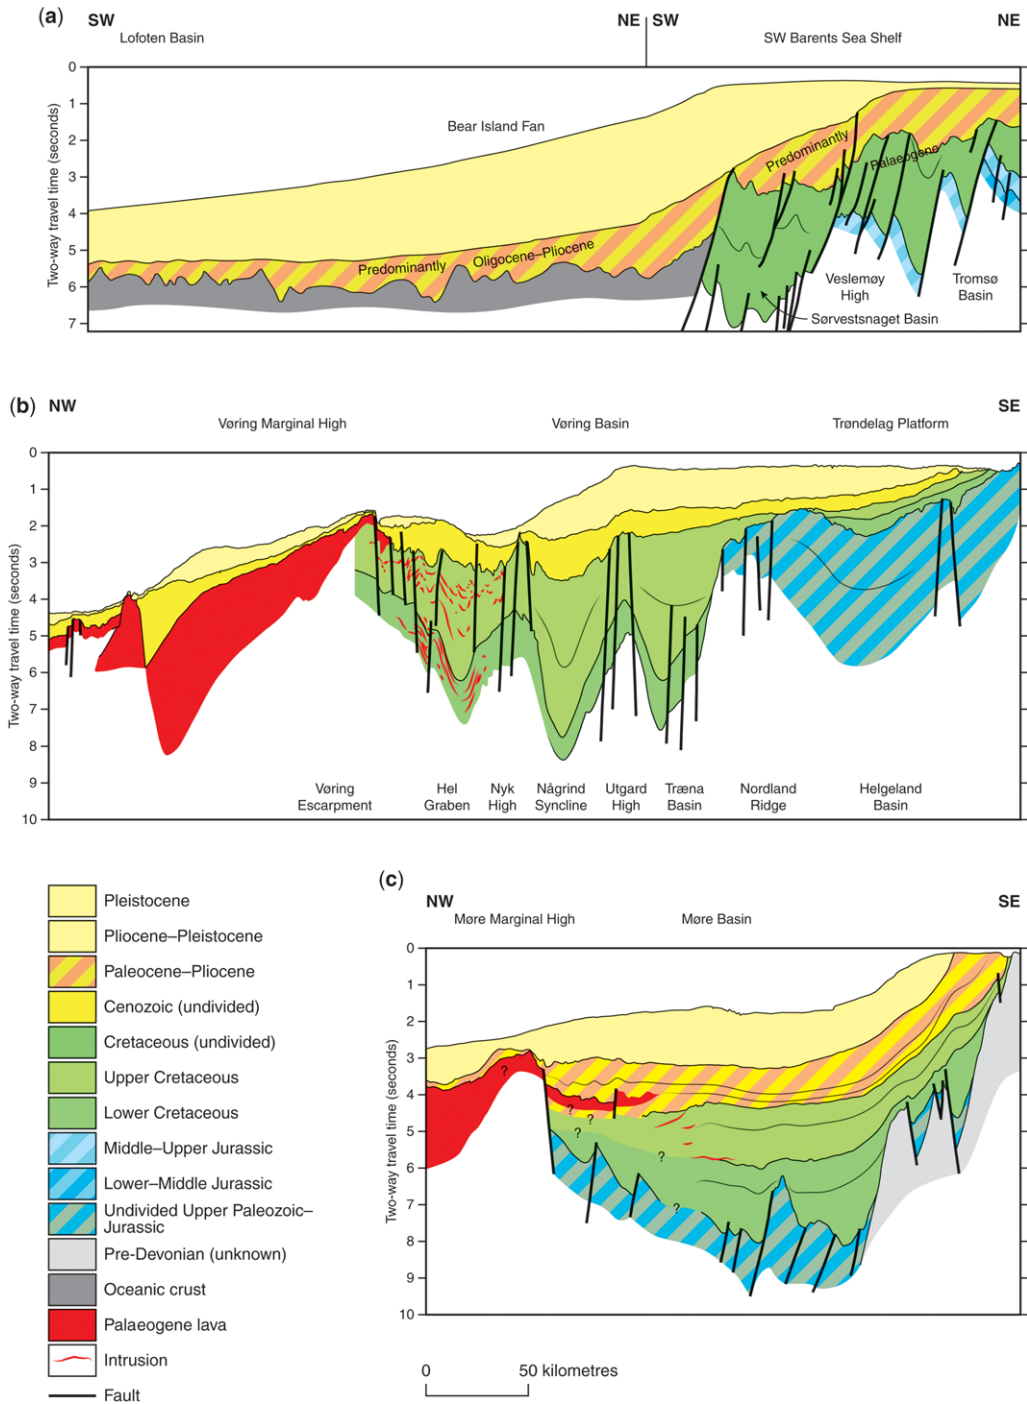 (a)
SW NE SW NE
Lofoten Basin SW Barents Sea Shelf
0
1
2
3
4
5
6
7
Two-way travel time (seconds)
Bear Island Fan
Predominantly
Palaeogene
Predominantly Oligocene–Pliocene
Veslemøy
High
Tromsø
Basin
Sørvestsnaget Basin
(b)
NW SE
Vøring Marginal High Vøring Basin Trøndelag Platform
0
1
2
3
4
5
6
7
8
9
10
Two-way travel time (seconds)
Vøring
Escarpment
Hel
Graben
Nyk
High
Någrind
Syncline
Utgard
High
Træna
Basin
Nordland
Ridge
Helgeland
Basin
Pleistocene
Pliocene–Pleistocene
Paleocene–Pliocene
Cenozoic (undivided)
Cretaceous (undivided)
Upper Cretaceous
Lower Cretaceous
Middle–Upper Jurassic
Lower–Middle Jurassic
Undivided Upper Paleozoic–
Jurassic
Pre-Devonian (unknown)
Oceanic crust
Palaeogene lava
Intrusion
Fault
(c)
NW SE
Møre Marginal High Møre Basin
0
1
2
3
4
5
6
7
8
9
10
Two-way travel time (seconds)
?
?
?
?
?
?
0 50 kilometres